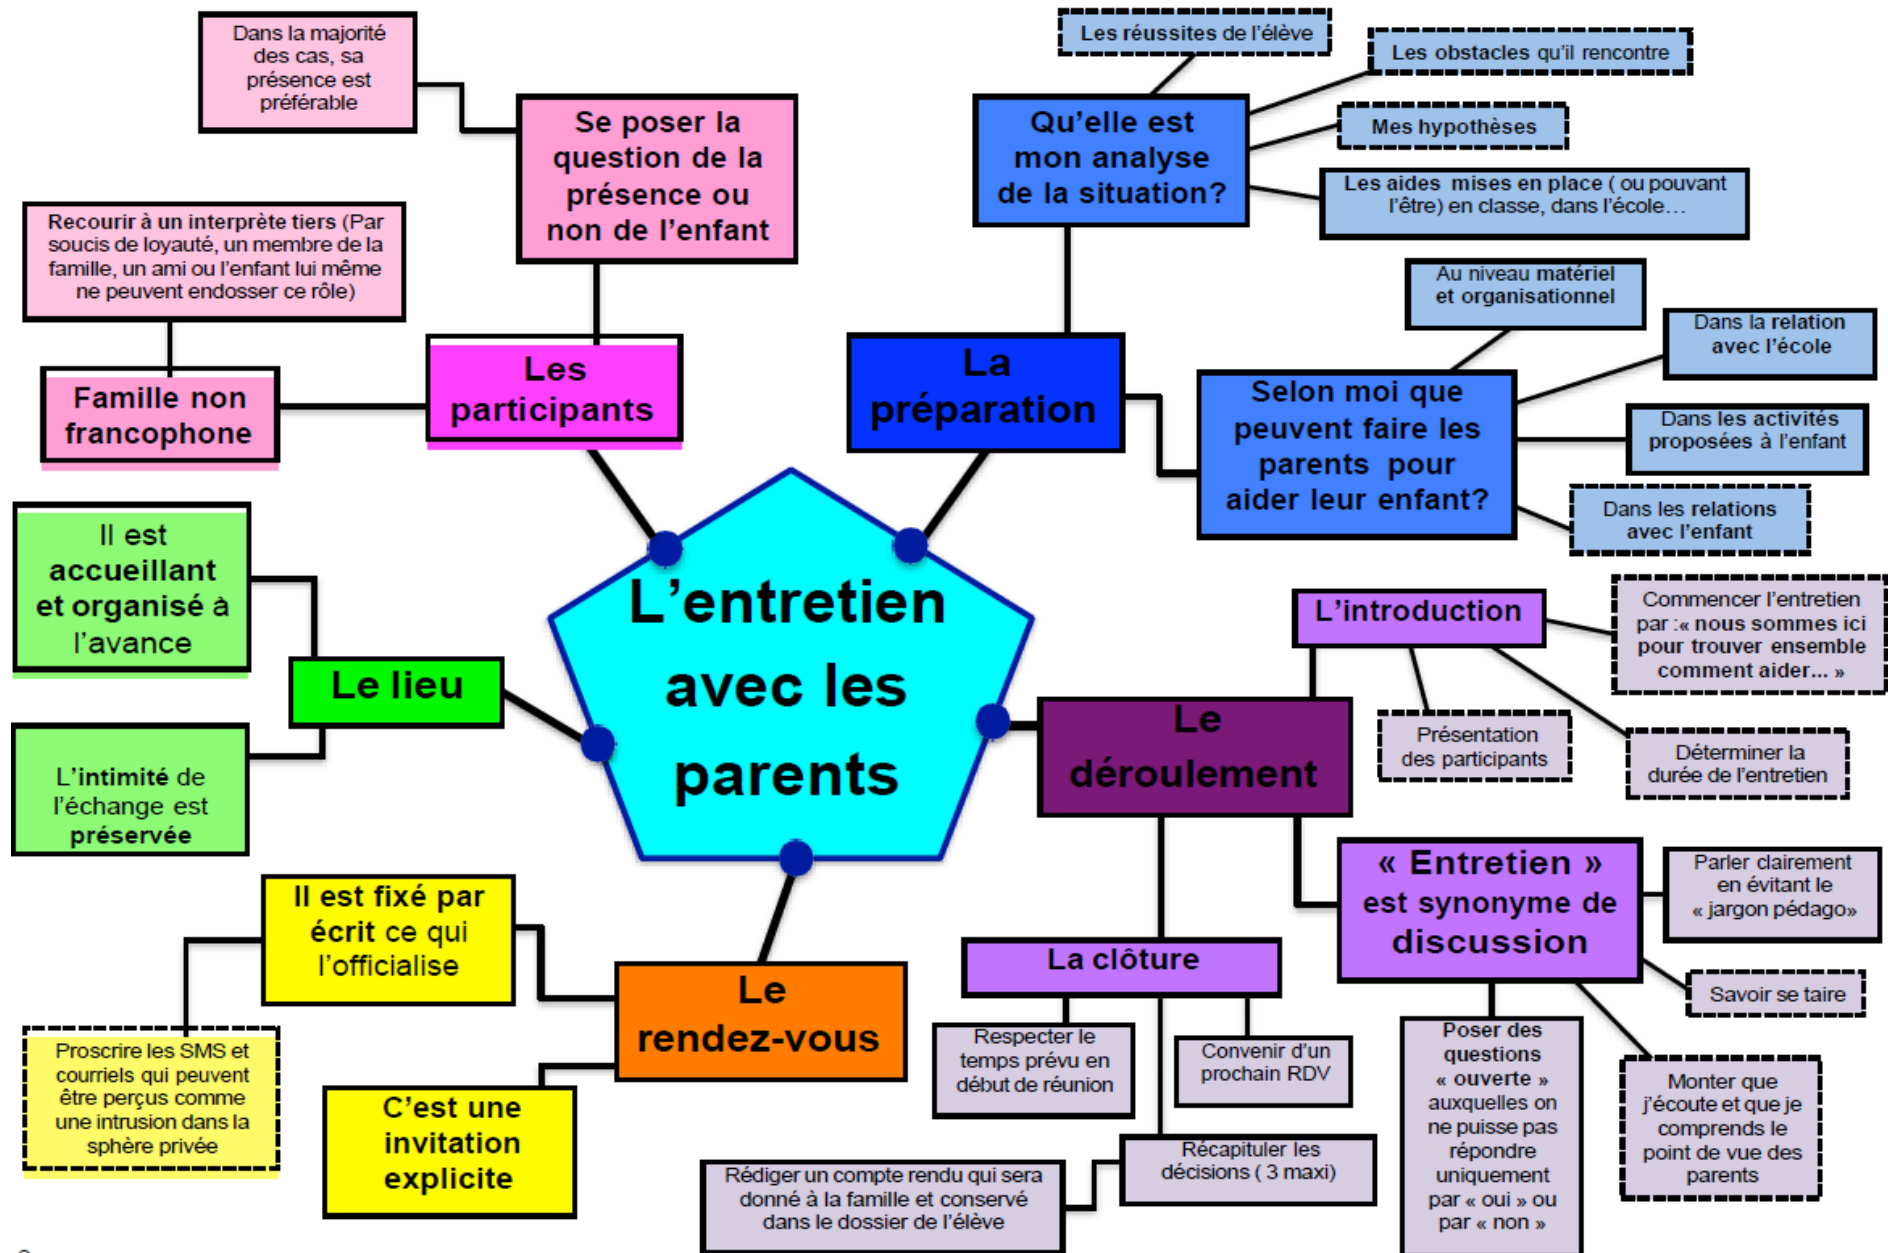 Dans la majorité
des cas, sa
présence est
préférable
Se poser la
question de la
présence ou
non de l'enfant
Recourir à un interprète tiers (Par
soucis de loyauté, un membre de la
famille, un ami ou l'enfant lui même
ne peuvent endosser ce rôle)
Famille non
francophone
Les
participants
Les réussites de l'élève
Les obstacles qu'il rencontre
Mes hypothèses
Les aides mises en place ( ou pouvant
l'être) en classe, dans l'école…
Qu'elle est
mon analyse
de la situation?
La
préparation
Au niveau matériel
et organisationnel
Dans la relation
avec l'école
Dans les activités
proposées à l'enfant
Dans les relations
avec l'enfant
Selon moi que
peuvent faire les
parents pour
aider leur enfant?
L'entretien
avec les
parents
Il est
accueillant
et organisé à
l'avance
Le lieu
L'intimité de
l'échange est
préservée
Il est fixé par
écrit ce qui
l'officialise
Proscrire les SMS et
courriels qui peuvent
être perçus comme
une intrusion dans la
sphère privée
C'est une
invitation
explicite
Le
rendez-vous
Le
déroulement
L'introduction
Commencer l'entretien
par :« nous sommes ici
pour trouver ensemble
comment aider... »
Présentation
des participants
Déterminer la
durée de l'entretien
« Entretien »
est synonyme de
discussion
Parler clairement
en évitant le
« jargon pédago»
Savoir se taire
Monter que
j'écoute et que je
comprends le
point de vue des
parents
Poser des
questions
« ouverte »
auxquelles on
ne puisse pas
répondre
uniquement
par « oui » ou
par « non »
La clôture
Respecter le
temps prévu en
début de réunion
Convenir d'un
prochain RDV
Récapituler les
décisions ( 3 maxi)
Rédiger un compte rendu qui sera
donné à la famille et conservé
dans le dossier de l'élève